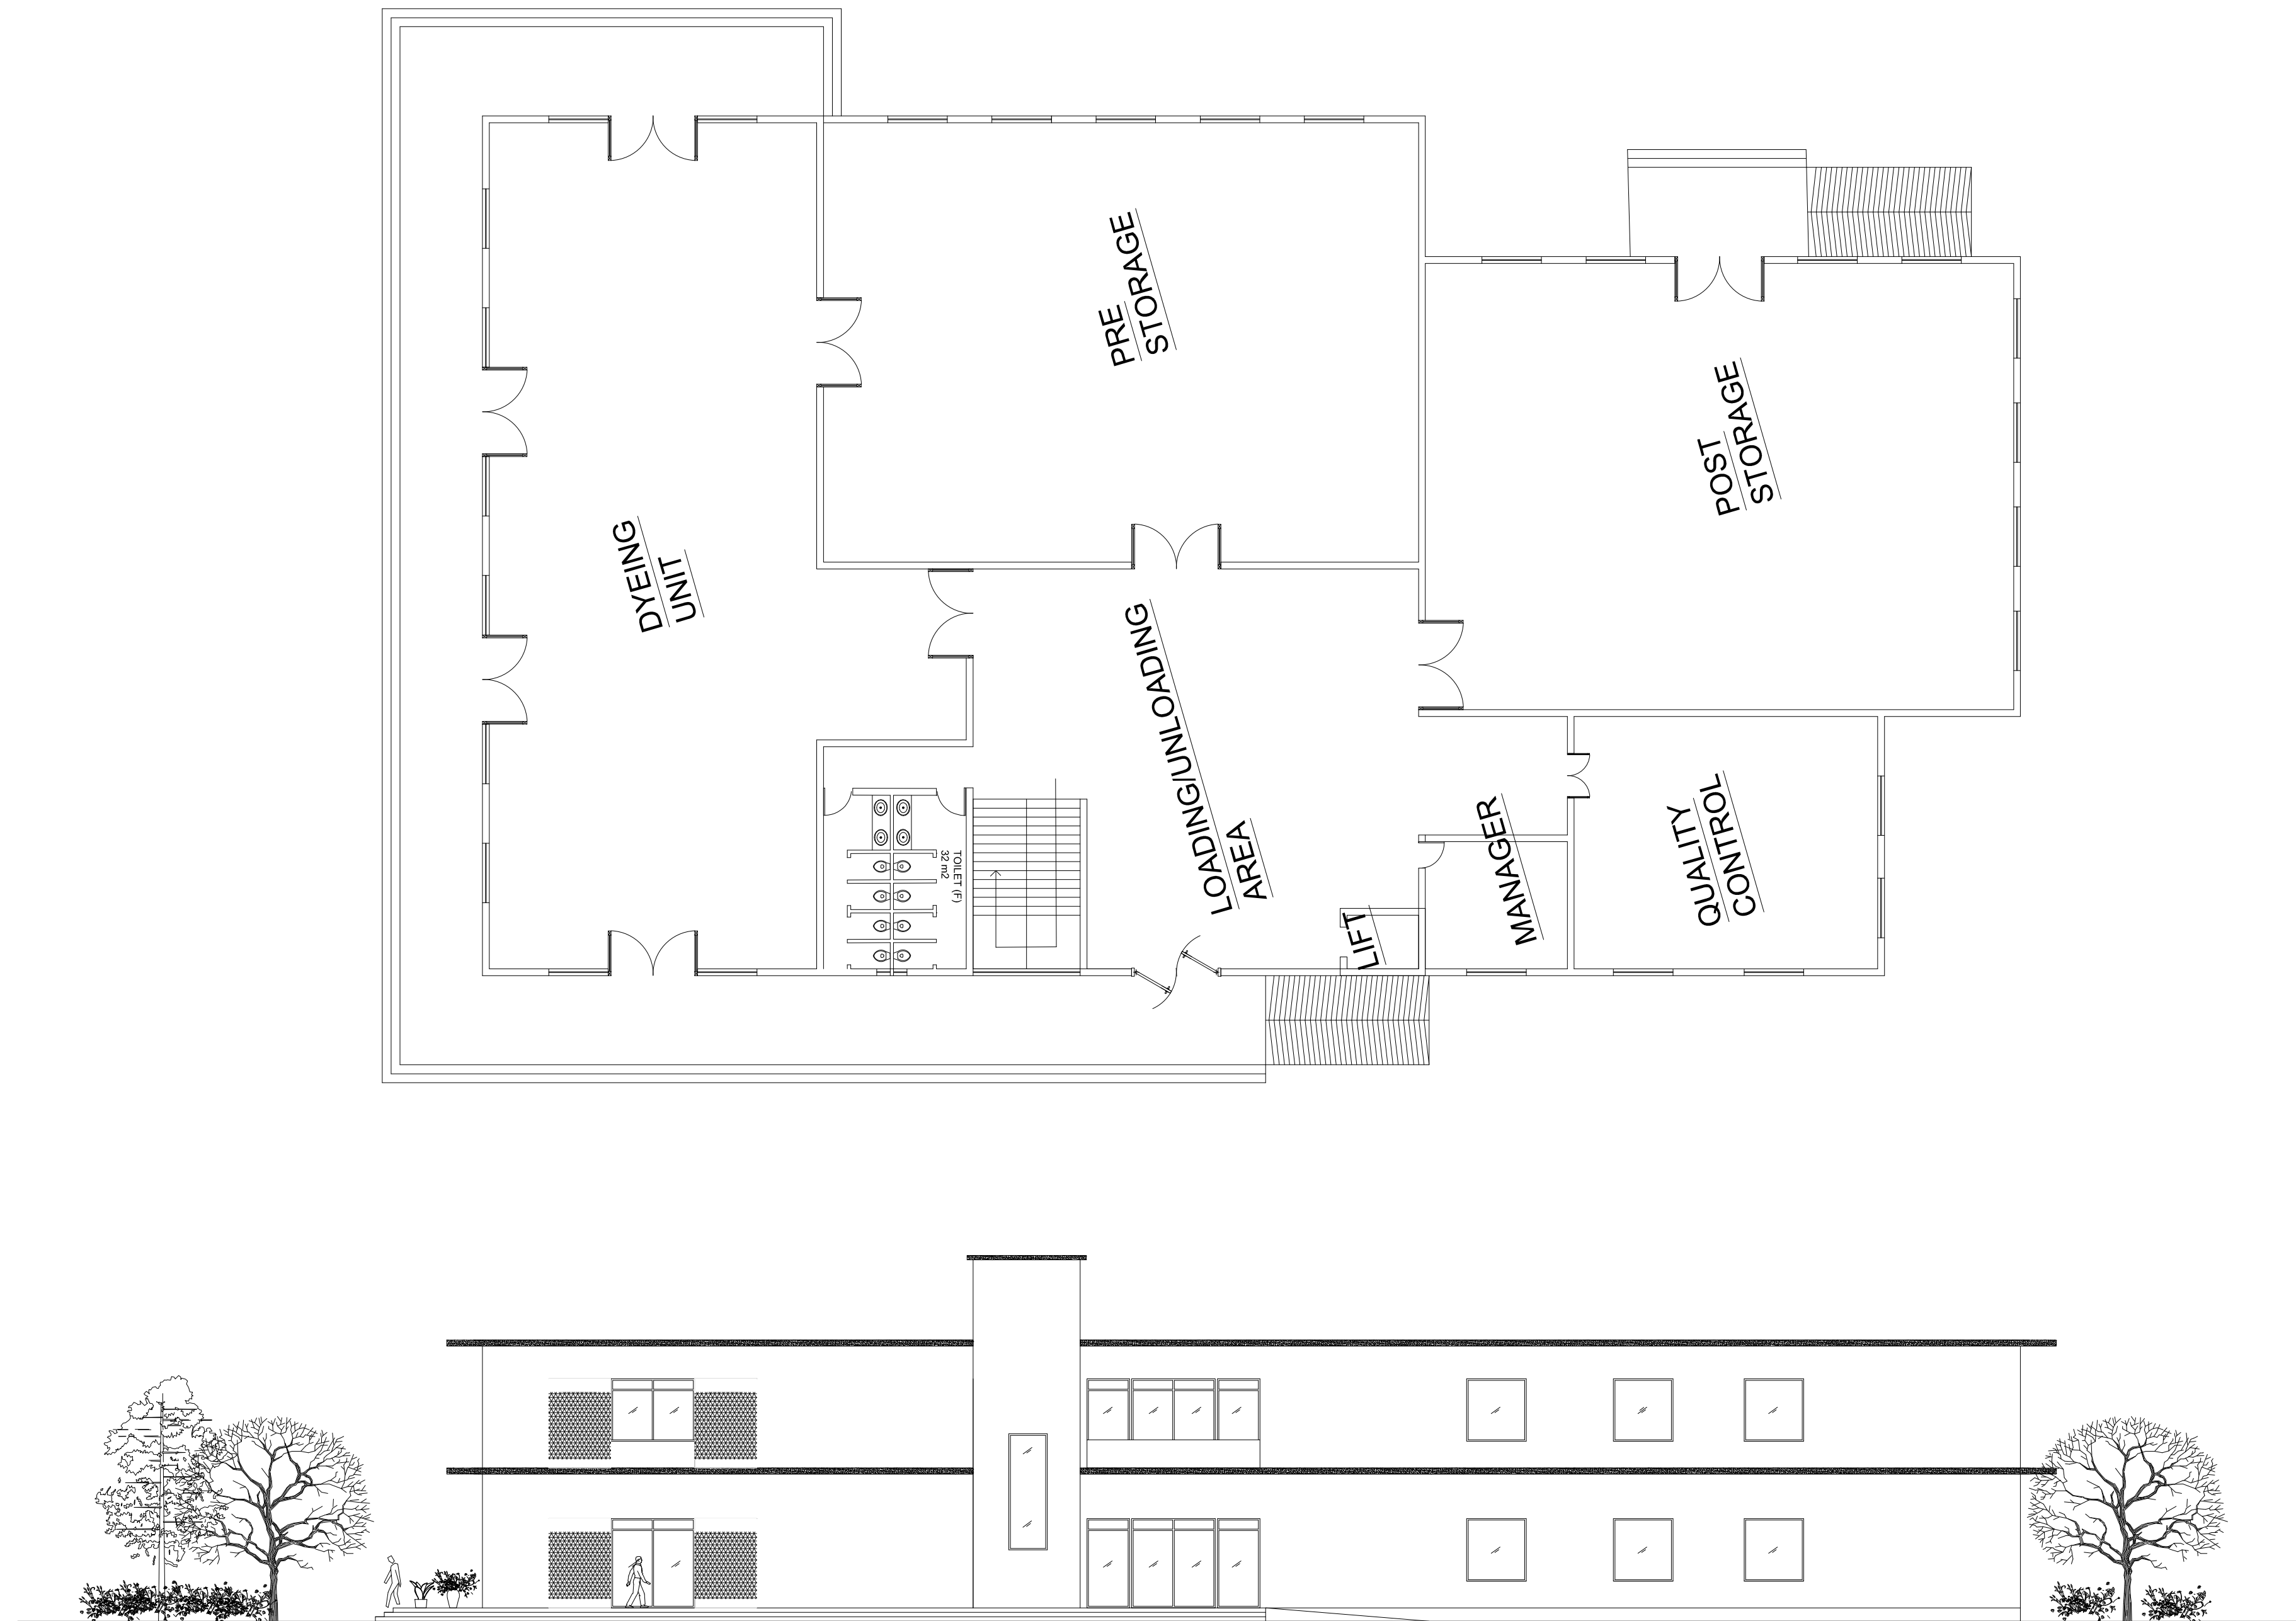 PRE
STORAGE
POST
STORAGE
DYEING
UNIT
LOADING/UNLOADING
AREA
TOILET (F)
32 m2
LIFT
MANAGER
QUALITY
CONTROL